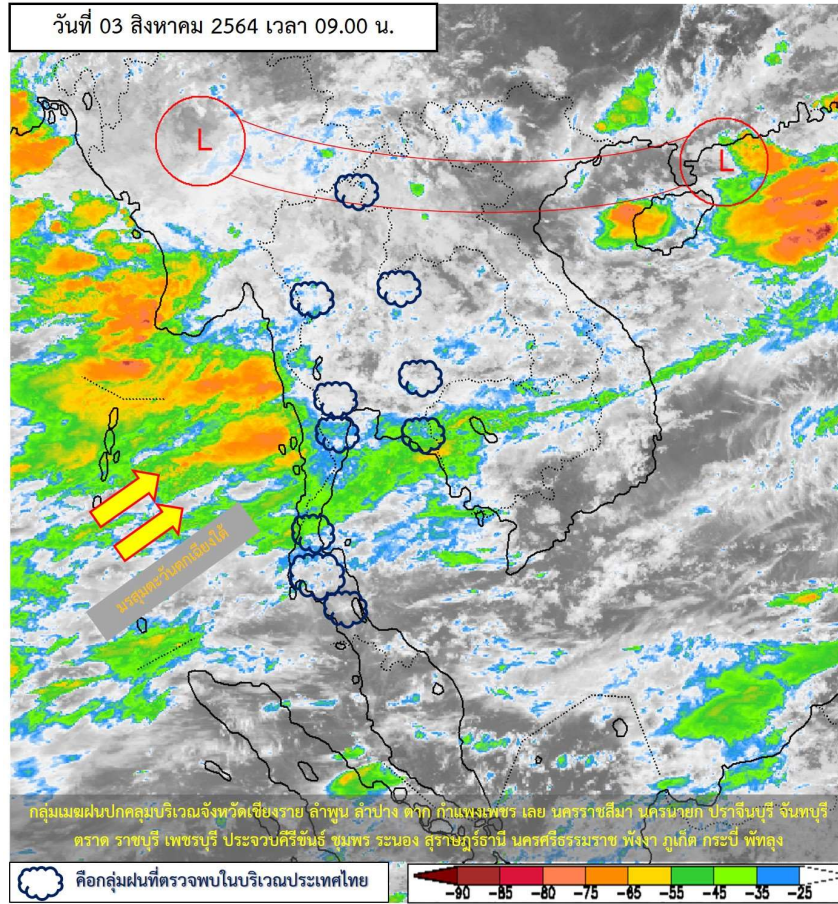 วันที่ 03 สิงหาคม 2564 เวลา 09.00 น.
L
L
มรสุมตะวันตกเฉียงใต้
กลุ่มเมฆฝนปกคลุมบริเวณจังหวัดเชียงราย ลำพูน ลำปาง ตาก กำแพงเพชร เลย นครราชสีมา นครนายก ปราจีนบุรี จันทบุรี
ตราด ราชบุรี เพชรบุรี ประจวบคีรีขันธ์ ชุมพร ระนอง สุราษฎร์ธานี นครศรีธรรมราช พังงา ภูเก็ต กระบี่ พัทลุง
คือกลุ่มฝนที่ตรวจพบในบริเวณประเทศไทย
-90 -85 -80 -75 -65 -55 -45 -35 -25